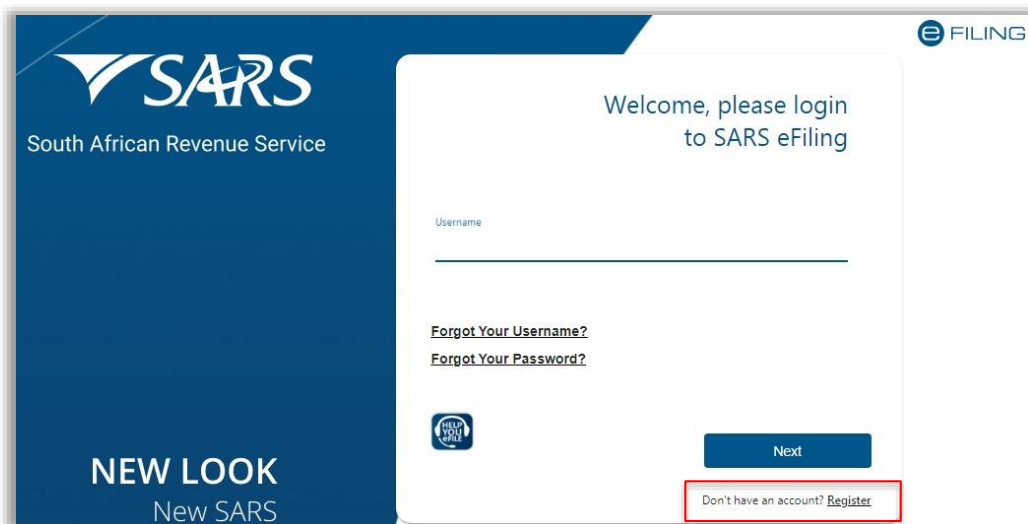 SARS
South African Revenue Service
NEW LOOK
New SARS
e FILING
Welcome, please login
to SARS eFiling
Username
Forgot Your Username?
Forgot Your Password?
HELP
YOU
eFILE
Next
Don't have an account? Register